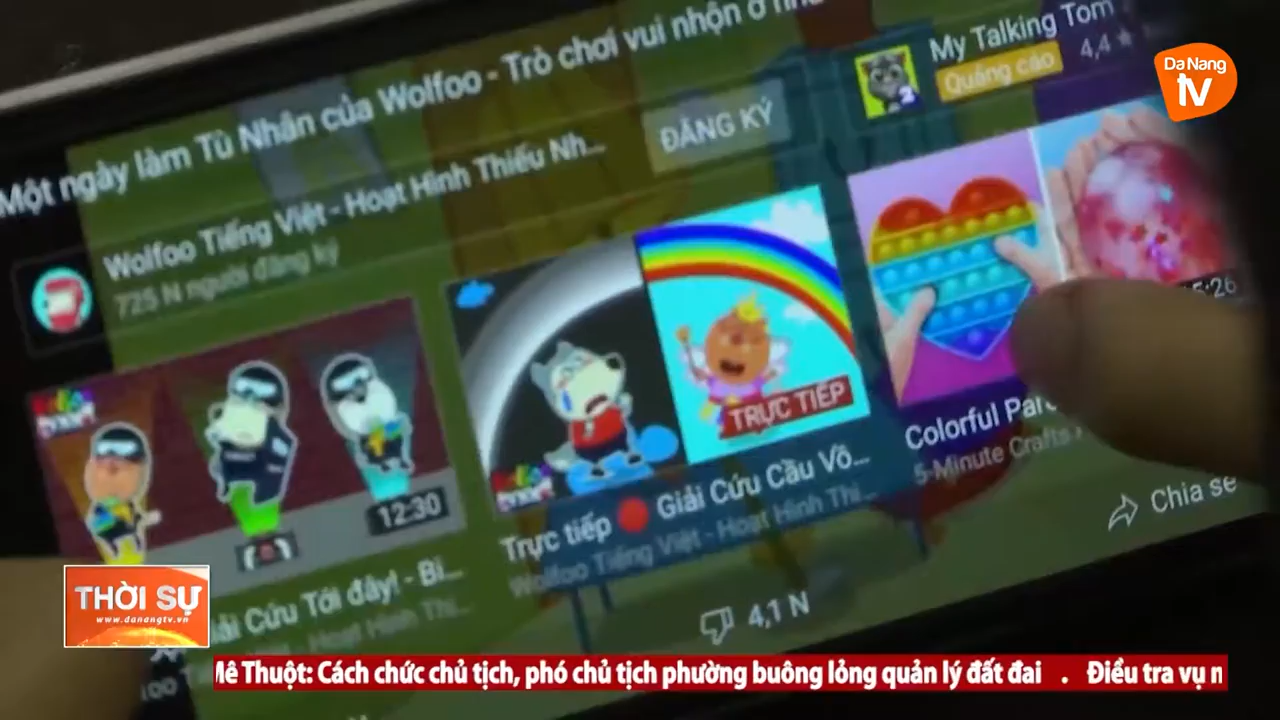 Một ngày làm Tù Nhân của Wolfoo - Trò chơi vui nhộn ở
My Talking Tom
Quảng cáo
4,4 ★
Da Nang
tv
ĐĂNG KÝ
Wolfoo Tiếng Việt - Hoạt Hình Thiếu Nh...
725 N người đăng ký
5:26
12:30
TRỰC TIẾP
Giải Cứu Tới đây! - Bi...
Hoạt Hình Thi...
Trực tiếp 🔴 Giải Cứu Cầu Vồ...
Wolfoo Tiếng Việt - Hoạt Hình Thi...
Colorful
5-Minute Crafts
Chia sẻ
4,1 N
THỜI SỰ
www.danangtv.vn
Mê Thuột: Cách chức chủ tịch, phó chủ tịch phường buông lỏng quản lý đất đai . Điều tra vụ